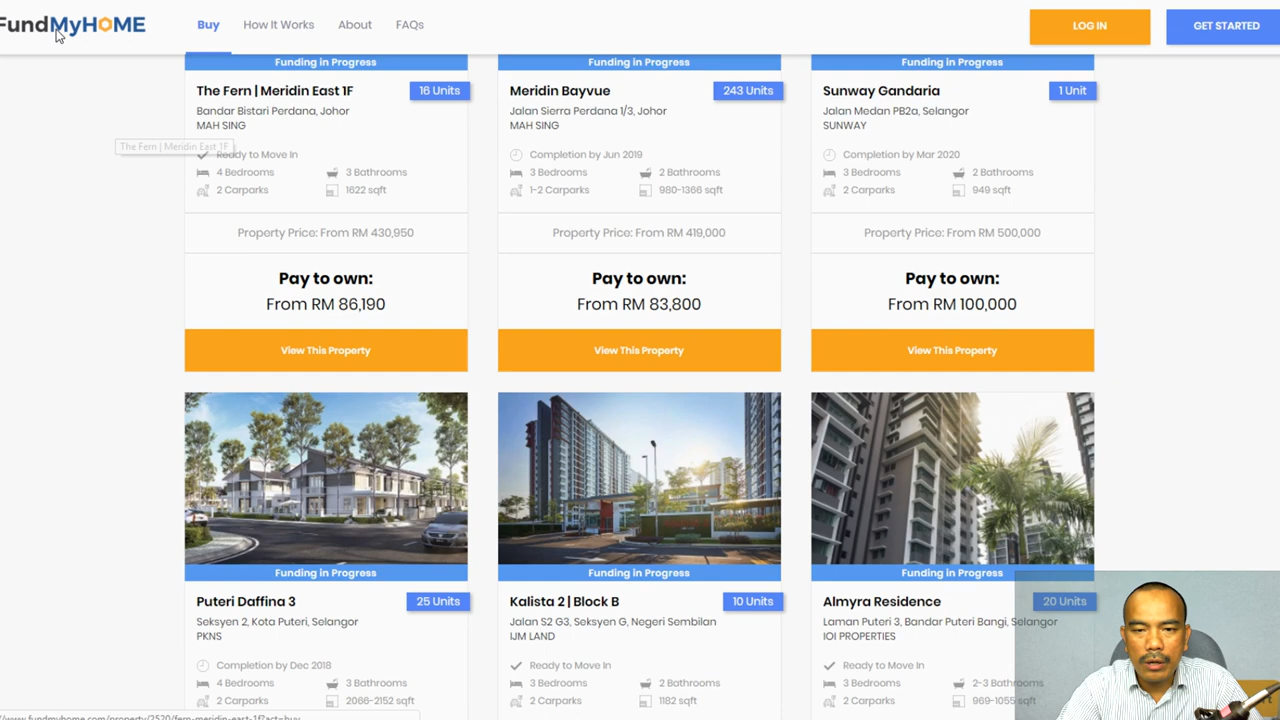 FundMyHOME
Buy
How It Works
About
FAQs
LOG IN
GET STARTED
Funding in Progress
The Fern | Meridin East 1F
16 Units
Bandar Bistari Perdana, Johor
MAH SING
The Fern | Meridin East 1F
Ready to Move In
4 Bedrooms
3 Bathrooms
2 Carparks
1622 sqft
Property Price: From RM 430,950
Pay to own:
From RM 86,190
View This Property
Funding in Progress
Meridin Bayvue
243 Units
Jalan Sierra Perdana 1/3, Johor
MAH SING
Completion by Jun 2019
3 Bedrooms
2 Bathrooms
1-2 Carparks
980-1366 sqft
Property Price: From RM 419,000
Pay to own:
From RM 83,800
View This Property
Funding in Progress
Sunway Gandaria
1 Unit
Jalan Medan PB2a, Selangor
SUNWAY
Completion by Mar 2020
3 Bedrooms
2 Bathrooms
2 Carparks
949 sqft
Property Price: From RM 500,000
Pay to own:
From RM 100,000
View This Property
Funding in Progress
Puteri Daffina 3
25 Units
Seksyen 2, Kota Puteri, Selangor
PKNS
Completion by Dec 2018
4 Bedrooms
3 Bathrooms
2 Carparks
2066-2152 sqft
Funding in Progress
Kalista 2 | Block B
10 Units
Jalan S2 G3, Seksyen G, Negeri Sembilan
IJM LAND
Ready to Move In
3 Bedrooms
2 Bathrooms
2 Carparks
1182 sqft
Funding in Progress
Almyra Residence
20 Units
Laman Puteri 3, Bandar Puteri Bangi, Selangor
IOI PROPERTIES
Ready to Move In
3 Bedrooms
2-3 Bathrooms
2 Carparks
969-1055 sqft